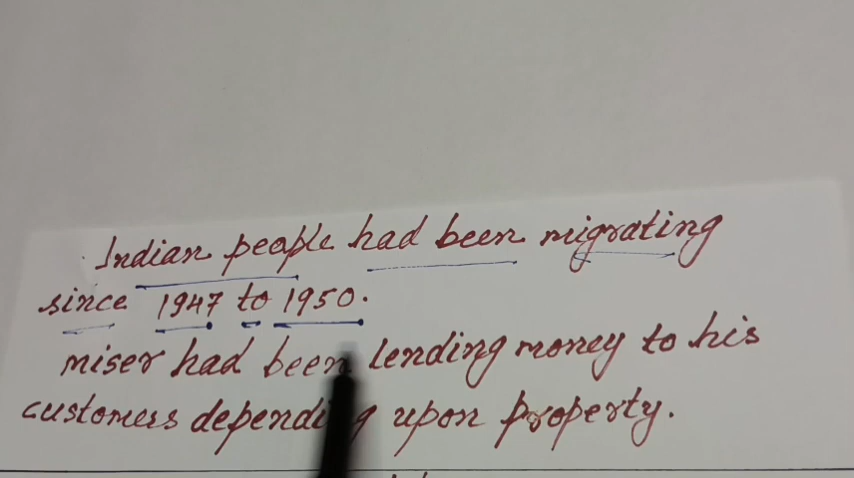 Indian people had been migrating
since 1947 to 1950.
miser had been lending money to his
customers depending upon property.